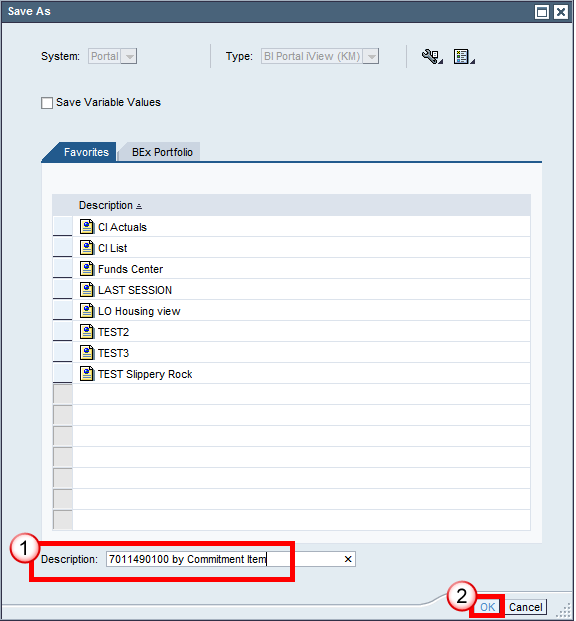 Save As
System: Portal Type: BI Portal iView (KM)
Save Variable Values
Favorites BEx Portfolio
Description
CI Actuals
CI List
Funds Center
LAST SESSION
LO Housing view
TEST2
TEST3
TEST Slippery Rock
1
Description: 7011490100 by Commitment Item
2
OK Cancel